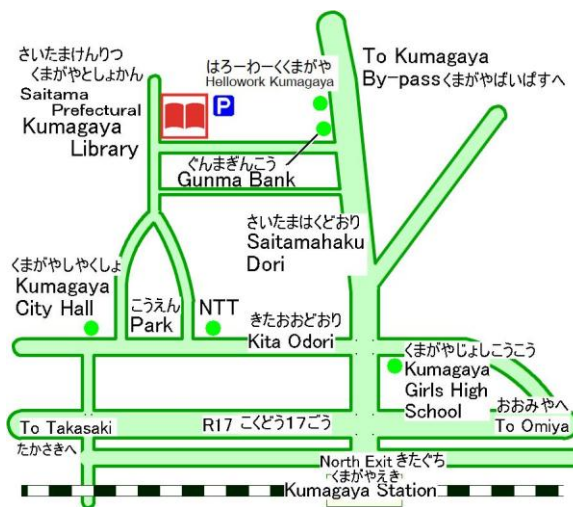 さいたまけんりつ
くまがやとしょかん
Saitama
Prefectural
Kumagaya
Library
P
はろーわーくくまがや
Hellowork Kumagaya
To Kumagaya
By-passくまがやばいぱすへ
ぐんまぎんこう
Gunma Bank
さいたまはくどおり
Saitamahaku
Dori
くまがやしやくしょ
Kumagaya
City Hall
こうえん
Park
NTT
きたおおどおり
Kita Odori
くまがやじょしこうこう
Kumagaya
Girls High
School
おおみやへ
To Omiya
To Takasaki
たかさきへ
R17 こくどう17ごう
North Exit きたぐち
くまがやえき
Kumagaya Station